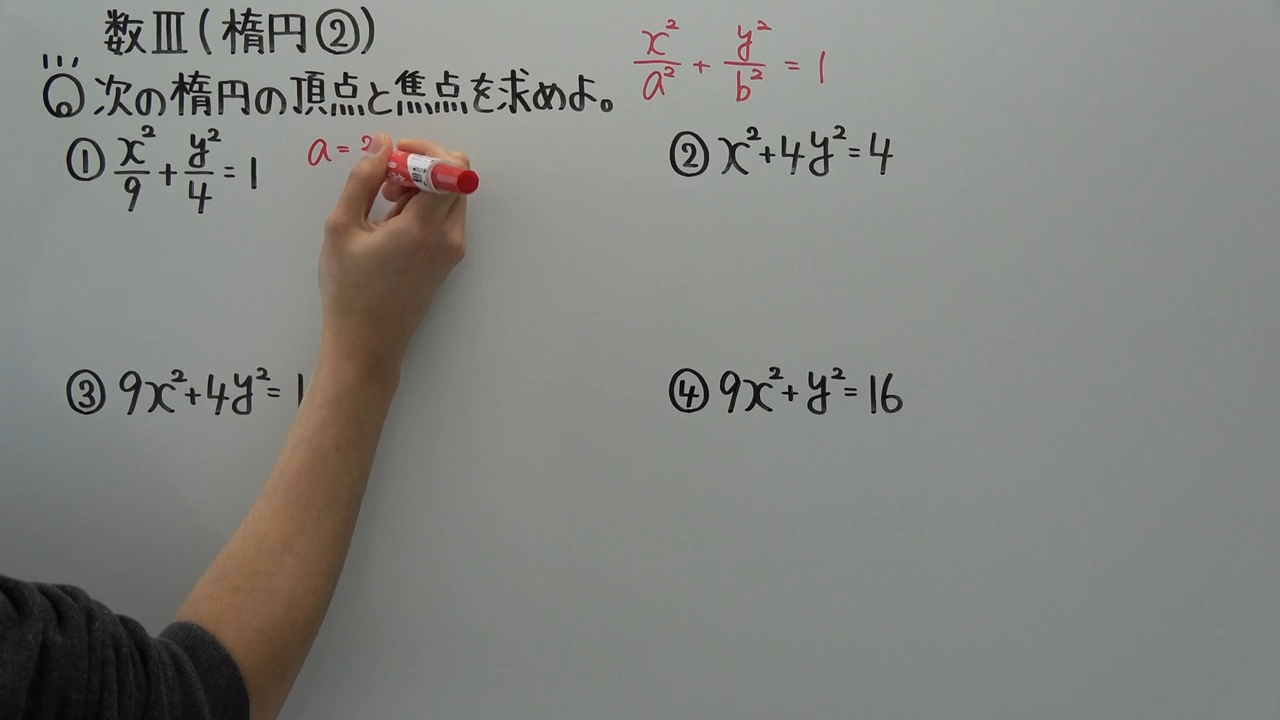 数Ⅲ(楕円②)
Q 次の楕円の頂点と焦点を求めよ。
x²/a² + y²/b² = 1
① x²/9 + y²/4 = 1
a =
② x²+4y²=4
③ 9x²+4y²=1
④ 9x²+y²=16